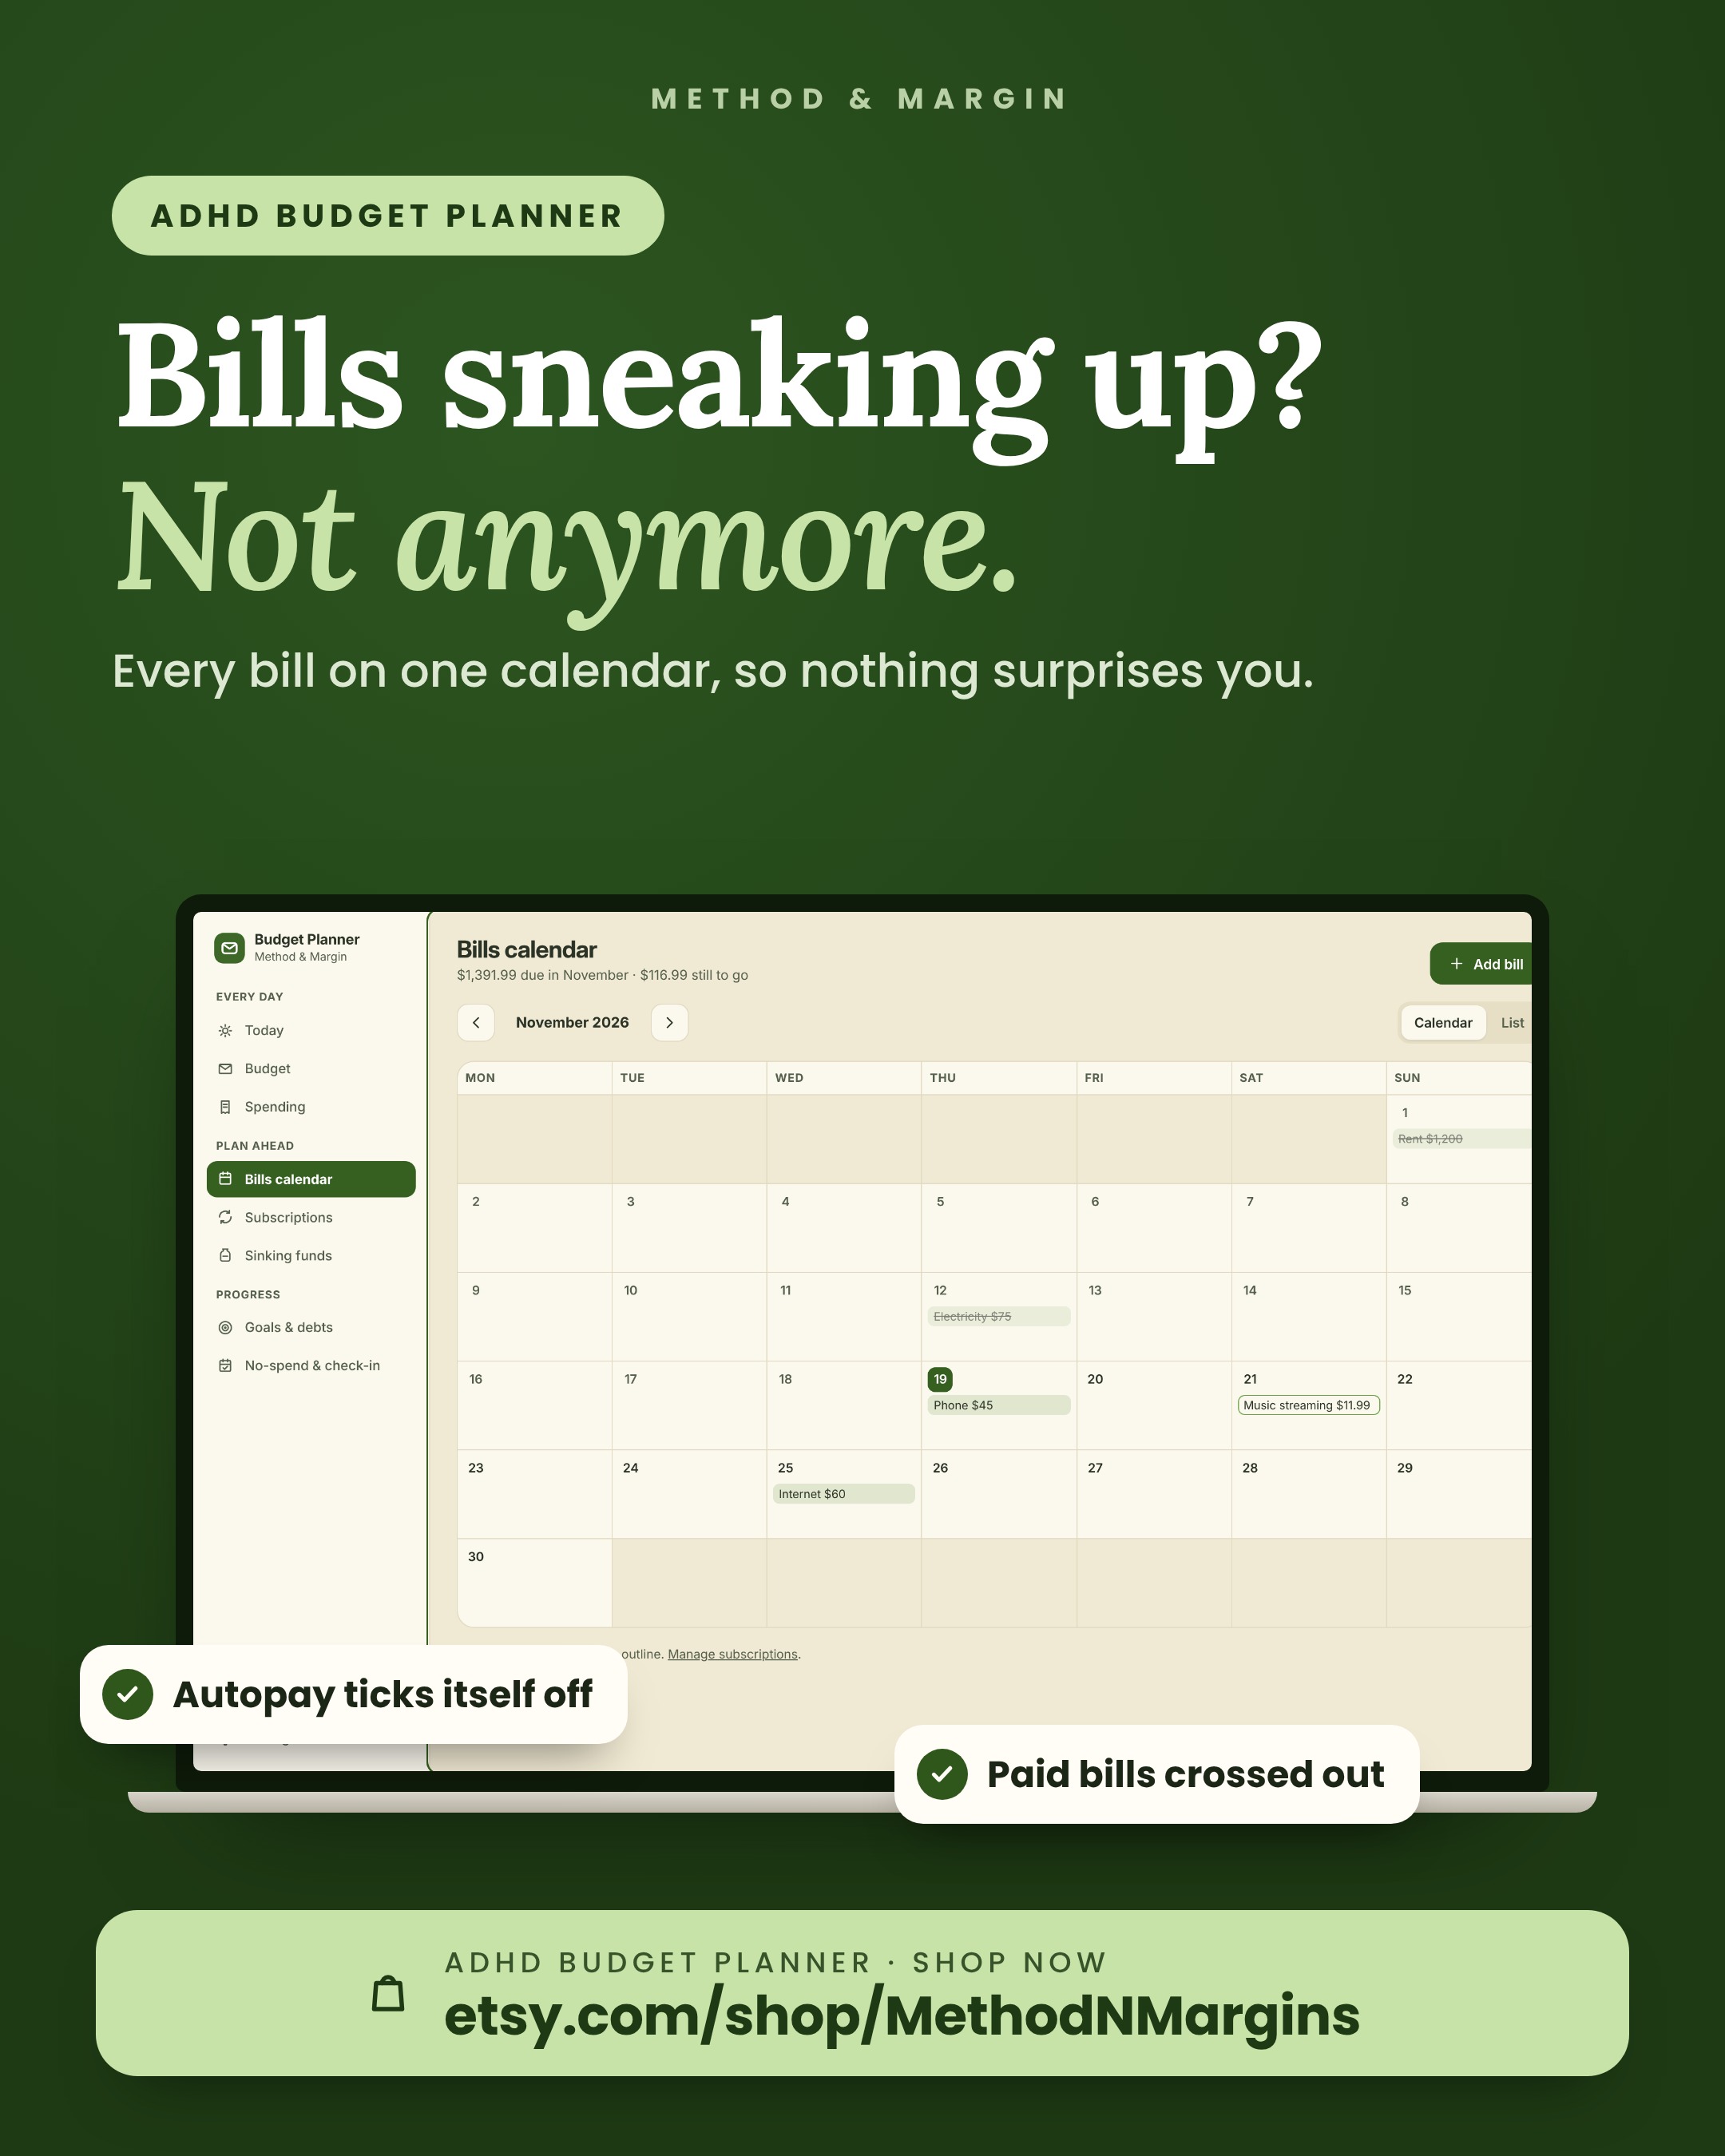 METHOD & MARGIN
ADHD BUDGET PLANNER
Bills sneaking up?
Not anymore.
Every bill on one calendar, so nothing surprises you.
Budget Planner
Method & Margin
EVERY DAY
Today
Budget
Spending
PLAN AHEAD
Bills calendar
Subscriptions
Sinking funds
PROGRESS
Goals & debts
No-spend & check-in
Bills calendar
$1,391.99 due in November · $116.99 still to go
Add bill
November 2026
Calendar List
MON TUE WED THU FRI SAT SUN
1
Rent $1,200
2 3 4 5 6 7 8
9 10 11 12 13 14 15
Electricity $75
16 17 18 19 20 21 22
Phone $45 Music streaming $11.99
23 24 25 26 27 28 29
Internet $60
30
outline. Manage subscriptions.
Autopay ticks itself off
Paid bills crossed out
ADHD BUDGET PLANNER · SHOP NOW
etsy.com/shop/MethodNMargins